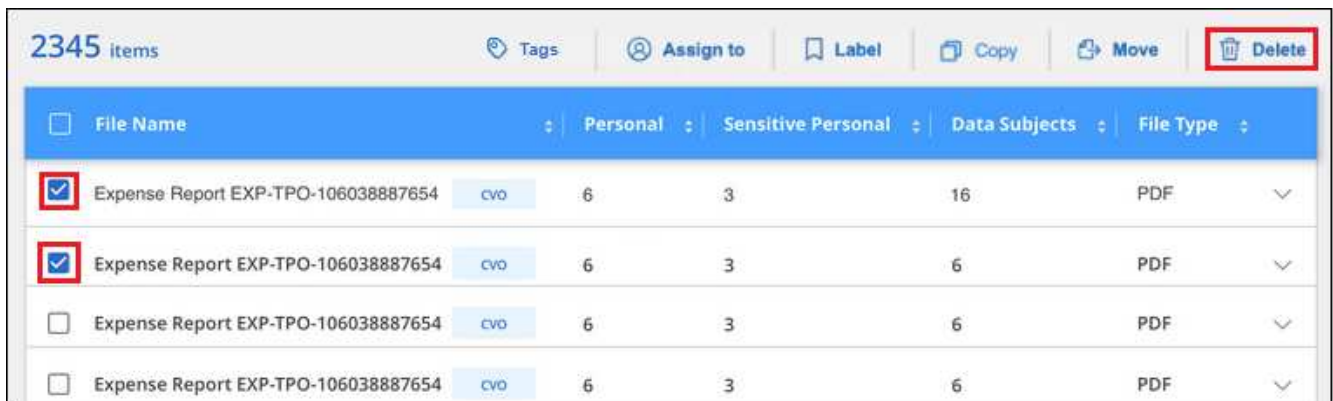 2345 items Tags Assign to Label Copy Move Delete
File Name Personal Sensitive Personal Data Subjects File Type
Expense Report EXP-TPO-106038887654 CVO 6 3 16 PDF
Expense Report EXP-TPO-106038887654 CVO 6 3 6 PDF
Expense Report EXP-TPO-106038887654 CVO 6 3 6 PDF
Expense Report EXP-TPO-106038887654 CVO 6 3 6 PDF